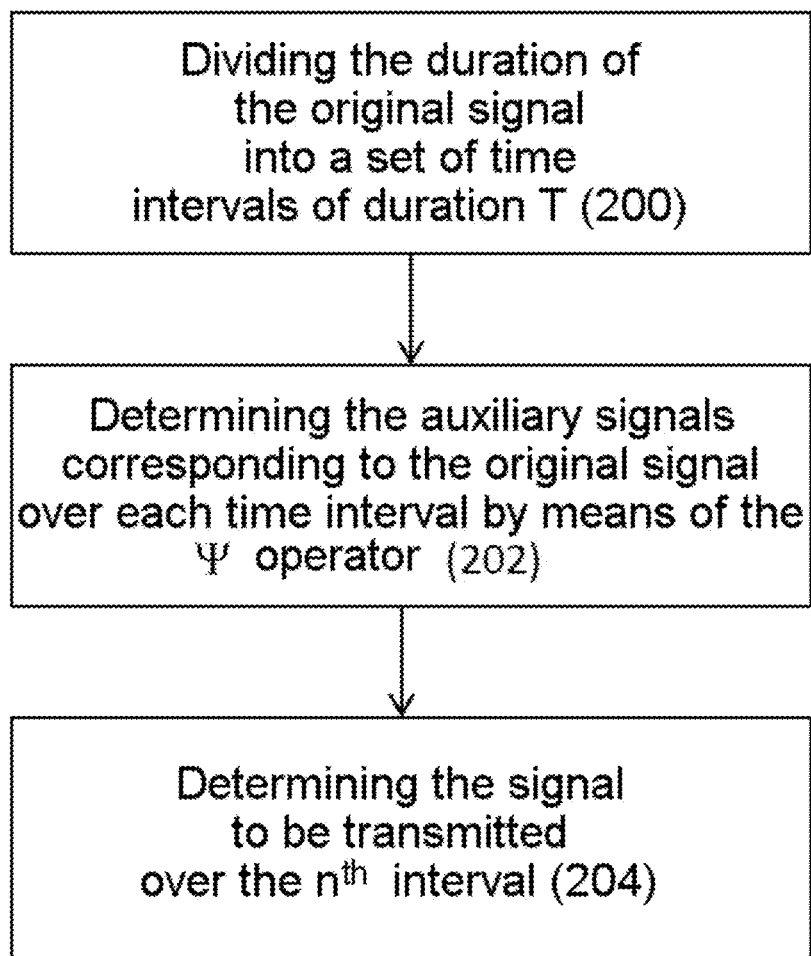 Dividing the duration of
the original signal
into a set of time
intervals of duration T (200)
Determining the auxiliary signals
corresponding to the original signal
over each time interval by means of the
Ψ operator (202)
Determining the signal
to be transmitted
over the nᵗʰ interval (204)